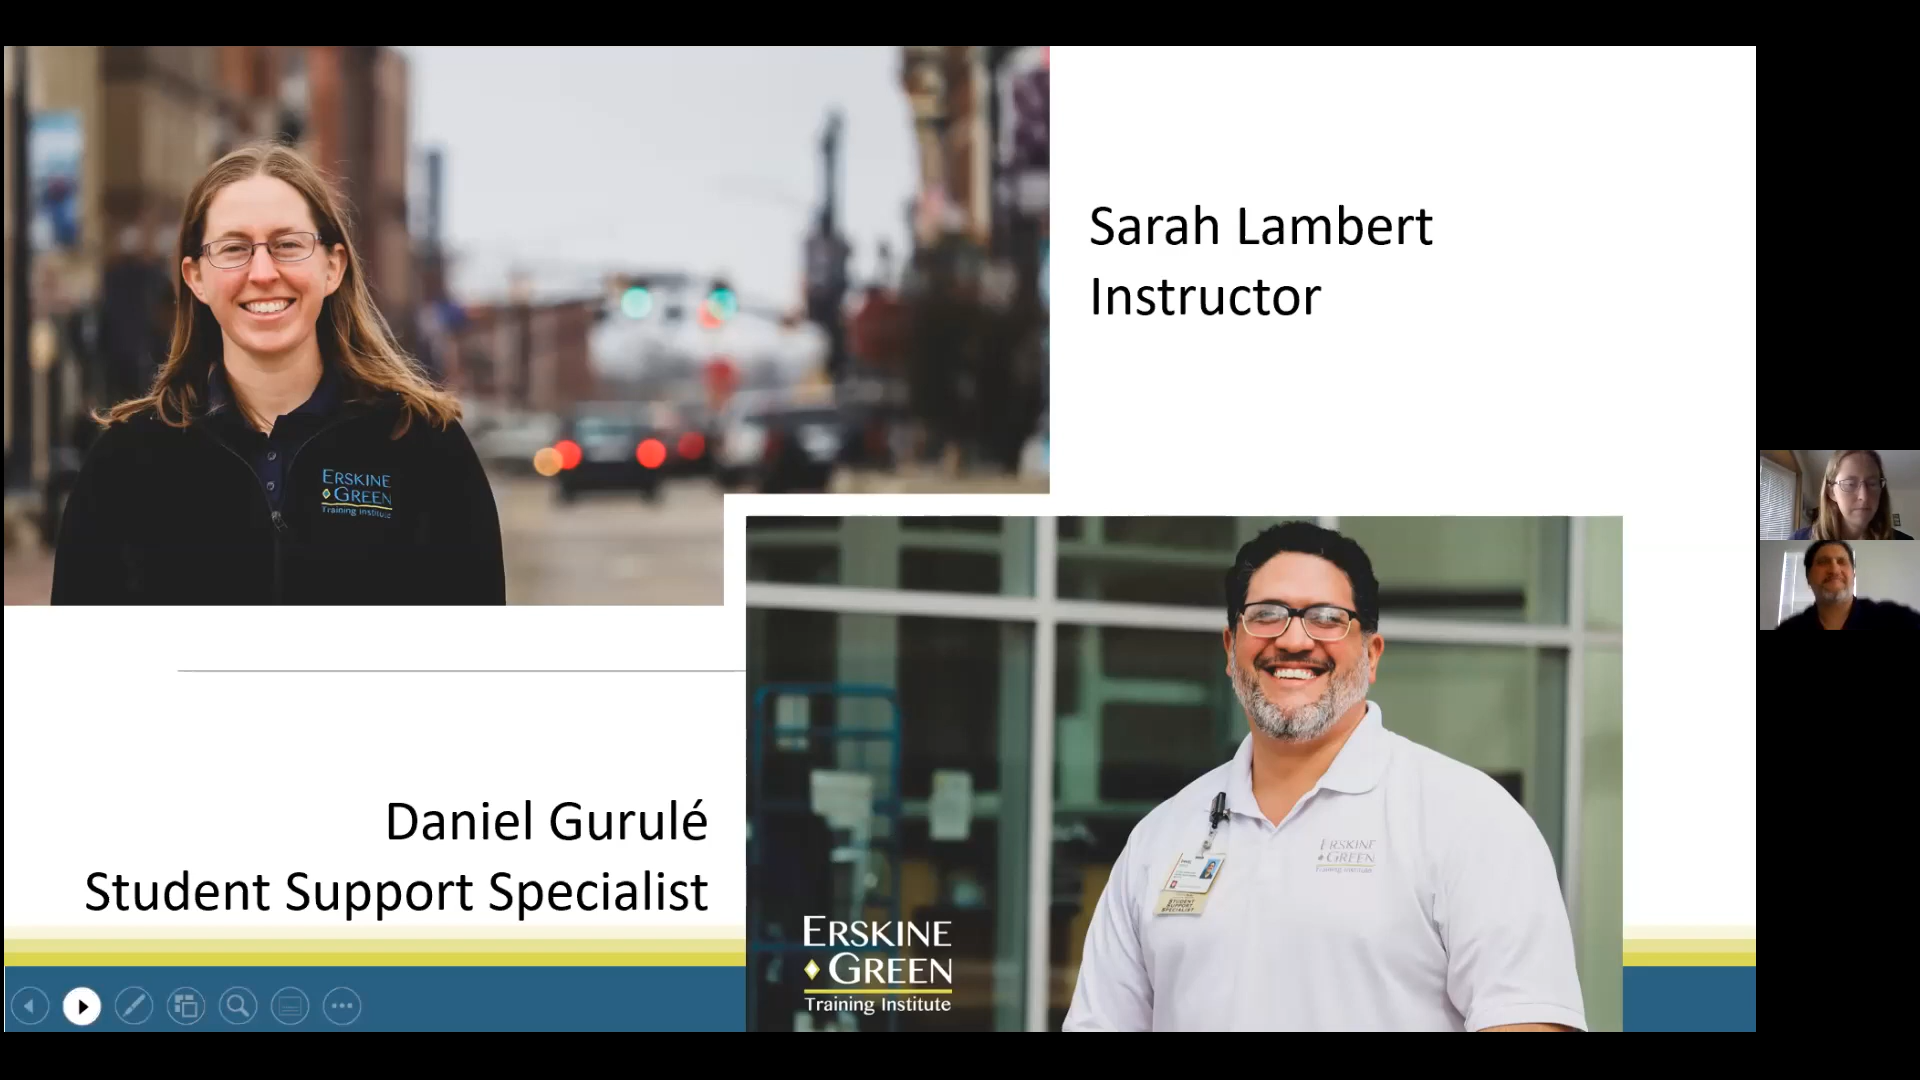 Sarah Lambert
Instructor
ERSKINE
GREEN
Training Institute
Daniel Gurulé
Student Support Specialist
ERSKINE
GREEN
Training Institute
STUDENT
SUPPORT
SPECIALIST
ERSKINE
GREEN
Training Institute